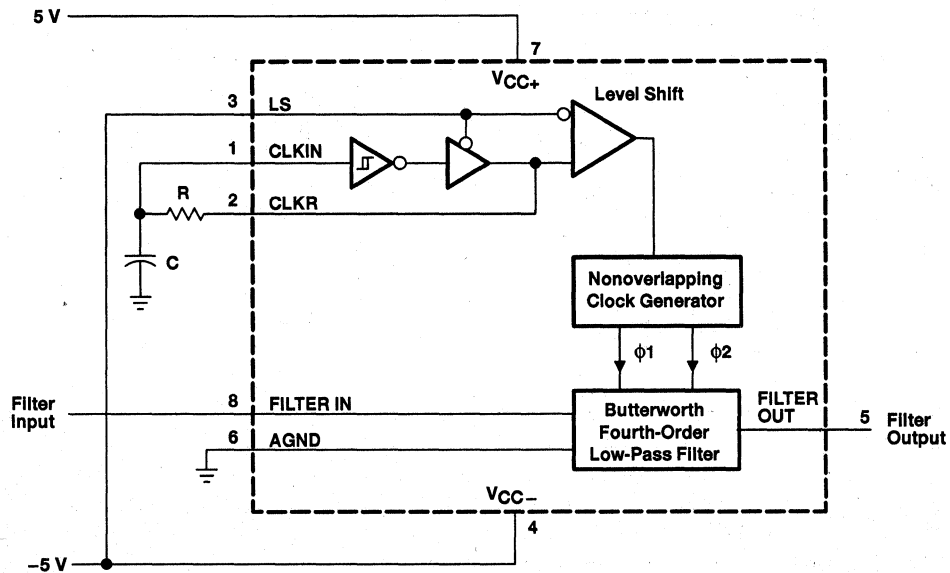 5 V
7
VCC+
Level Shift
3 LS
1 CLKIN
R
2 CLKR
C
Nonoverlapping
Clock Generator
ϕ1 ϕ2
Filter
Input
8 FILTER IN
6 AGND
Butterworth
Fourth-Order
Low-Pass Filter
FILTER
OUT
5
Filter
Output
VCC−
4
−5 V